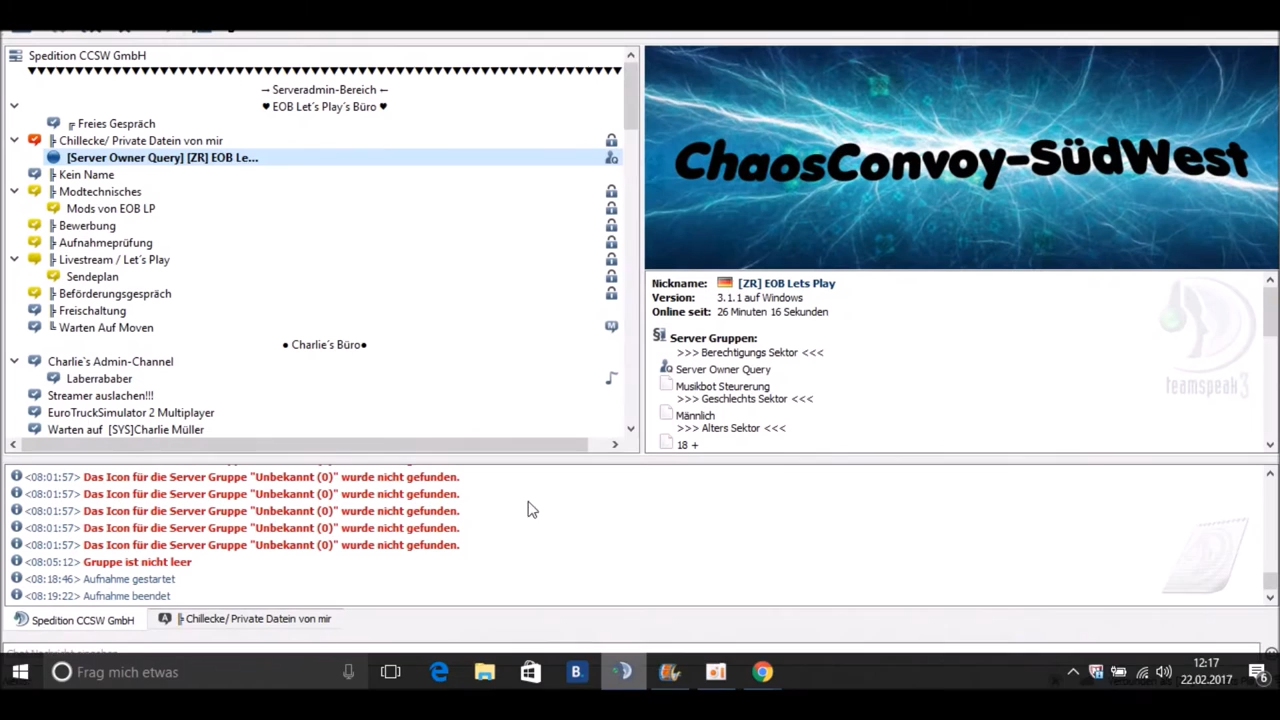 Spedition CCSW GmbH
▼▼▼▼▼▼▼▼▼▼▼▼▼▼▼▼▼▼▼▼▼▼▼▼▼▼▼▼▼▼▼▼▼▼▼▼▼▼▼▼▼▼▼▼▼▼▼▼▼▼▼▼▼▼▼▼▼▼▼▼
→ Serveradmin-Bereich ←
♥ EOB Let´s Play´s Büro ♥
╔ Freies Gespräch
╠ Chillecke/ Private Datein von mir
[Server Owner Query] [ZR] EOB Le...
╠ Kein Name
╠ Modtechnisches
Mods von EOB LP
╠ Bewerbung
╠ Aufnahmeprüfung
╠ Livestream / Let´s Play
Sendeplan
╠ Beförderungsgespräch
╠ Freischaltung
╚ Warten Auf Moven
● Charlie´s Büro●
Charlie`s Admin-Channel
Laberrababer
Streamer auslachen!!!
EuroTruckSimulator 2 Multiplayer
Warten auf [SYS]Charlie Müller
ChaosConvoy-SüdWest
Nickname: [ZR] EOB Lets Play
Version: 3.1.1 auf Windows
Online seit: 26 Minuten 16 Sekunden
Server Gruppen:
>>> Berechtigungs Sektor <<<
Server Owner Query
Musikbot Steurerung
>>> Geschlechts Sektor <<<
Männlich
>>> Alters Sektor <<<
18 +
teamspeak3
<08:01:57> Das Icon für die Server Gruppe "Unbekannt (0)" wurde nicht gefunden.
<08:01:57> Das Icon für die Server Gruppe "Unbekannt (0)" wurde nicht gefunden.
<08:01:57> Das Icon für die Server Gruppe "Unbekannt (0)" wurde nicht gefunden.
<08:01:57> Das Icon für die Server Gruppe "Unbekannt (0)" wurde nicht gefunden.
<08:01:57> Das Icon für die Server Gruppe "Unbekannt (0)" wurde nicht gefunden.
<08:05:12> Gruppe ist nicht leer
<08:18:46> Aufnahme gestartet
<08:19:22> Aufnahme beendet
Spedition CCSW GmbH
╠ Chillecke/ Private Datein von mir
Frag mich etwas
B.
12:17
22.02.2017
6